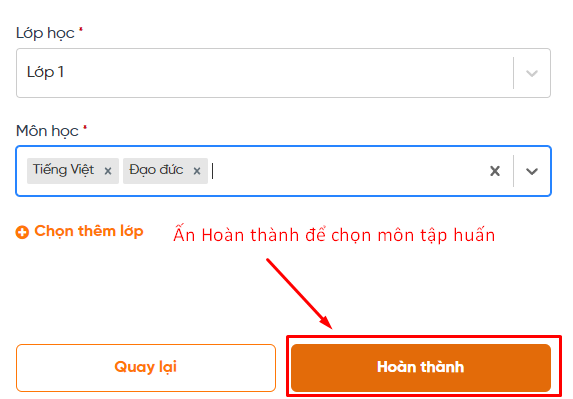 Lớp học *
Lớp 1
Môn học *
Tiếng Việt × Đạo đức ×
Chọn thêm lớp
Ấn Hoàn thành để chọn môn tập huấn
Quay lại
Hoàn thành